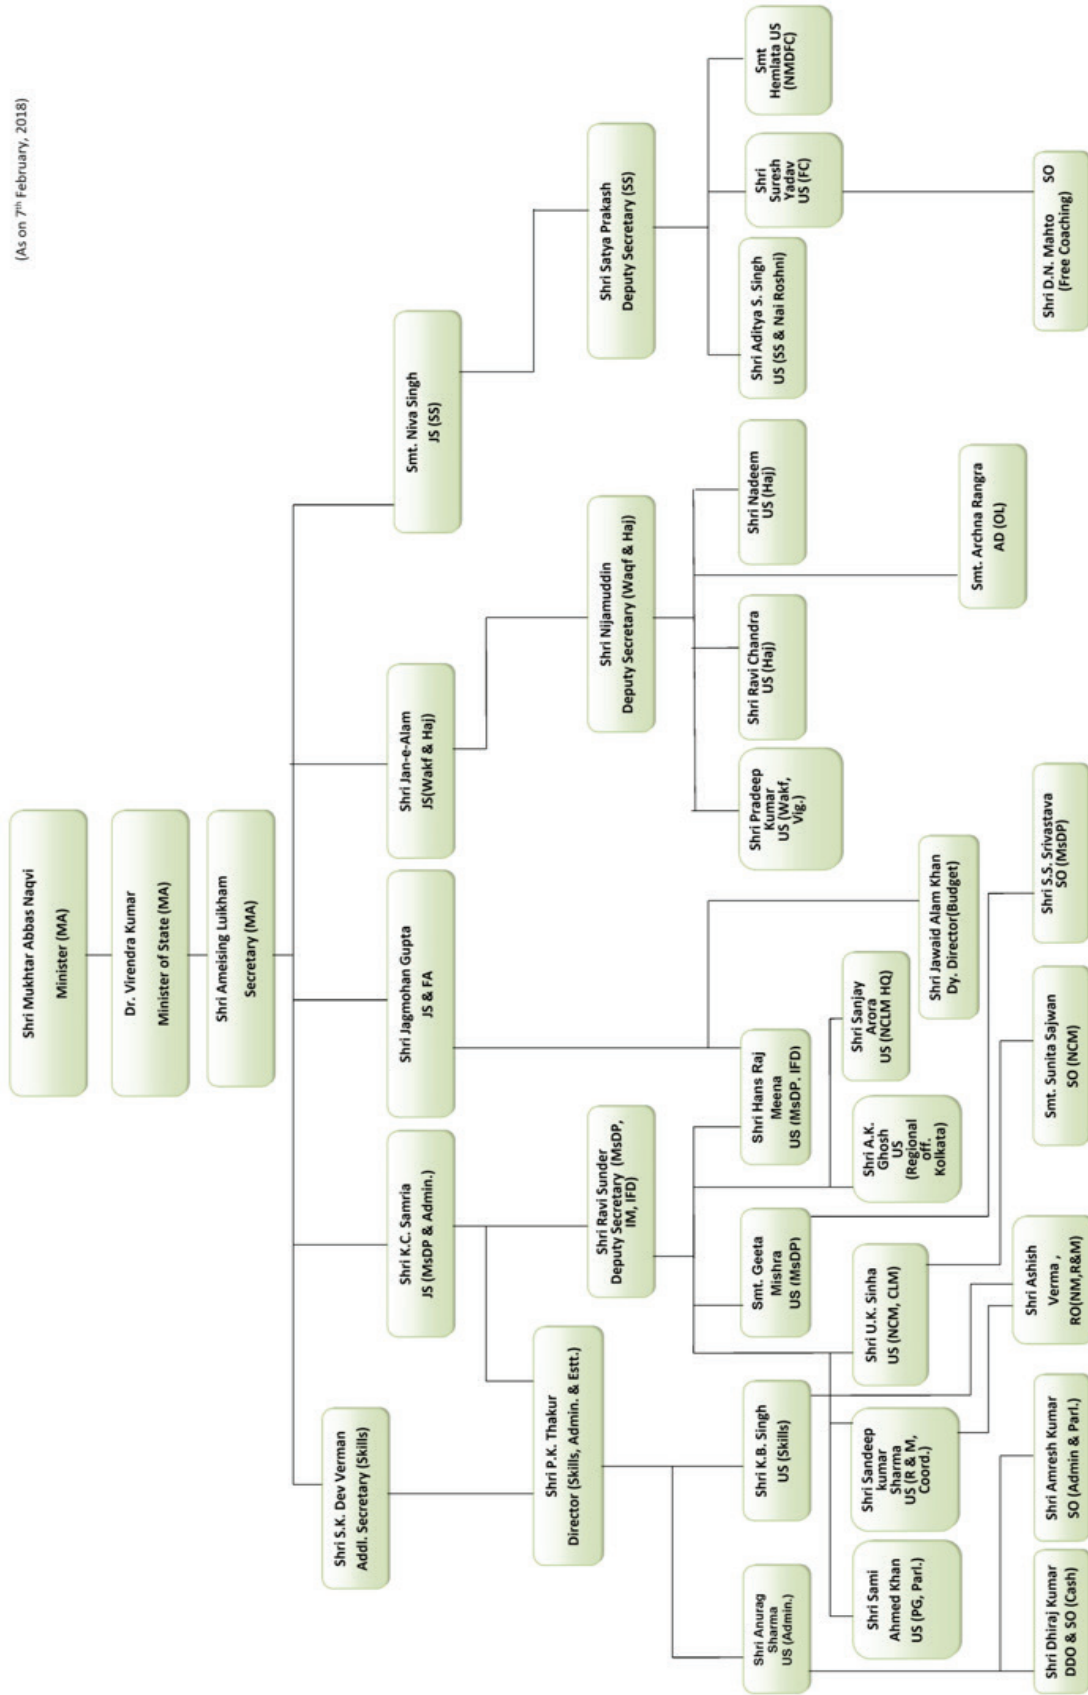 (As on 7th February, 2018)
Shri Mukhtar Abbas Naqvi
Minister (MA)
Dr. Virendra Kumar
Minister of State (MA)
Shri Ameising Luikham
Secretary (MA)
Shri S.K. Dev Verman
Addl. Secretary (Skills)
Shri K.C. Samria
JS (MsDP & Admin.)
Shri Jagmohan Gupta
JS & FA
Shri Jan-e-Alam
JS(Wakf & Haj)
Smt. Niva Singh
JS (SS)
Shri P.K. Thakur
Director (Skills, Admin. & Estt.)
Shri Ravi Sunder
Deputy Secretary (MsDP,
IM, IFD)
Shri Nijamuddin
Deputy Secretary (Waqf & Haj)
Shri Satya Prakash
Deputy Secretary (SS)
Shri Anurag
Sharma
US (Admin.)
Shri K.B. Singh
US (Skills)
Smt. Geeta
Mishra
US (MsDP)
Shri Hans Raj
Meena
US (MsDP. IFD)
Shri Pradeep
Kumar
US (Wakf,
Vig.)
Shri Ravi Chandra
US (Haj)
Shri Nadeem
US (Haj)
Shri Aditya S. Singh
US (SS & Nai Roshni)
Shri
Suresh
Yadav
US (FC)
Smt
Hemlata US
(NMDFC)
Shri Sami
Ahmed Khan
US (PG, Parl.)
Shri Sandeep
kumar
Sharma
US (R & M,
Coord.)
Shri U.K. Sinha
US (NCM, CLM)
Shri A.K.
Ghosh
US
(Regional
off.
Kolkata)
Shri Sanjay
Arora
US (NCLM HQ)
Shri Jawaid Alam Khan
Dy. Director(Budget)
Smt. Archna Rangra
AD (OL)
Shri Dhiraj Kumar
DDO & SO (Cash)
Shri Amresh Kumar
SO (Admin & Parl.)
Shri Ashish
Verma ,
RO(NM,R&M)
Smt. Sunita Sajwan
SO (NCM)
Shri S.S. Srivastava
SO (MsDP)
Shri D.N. Mahto SO
(Free Coaching)